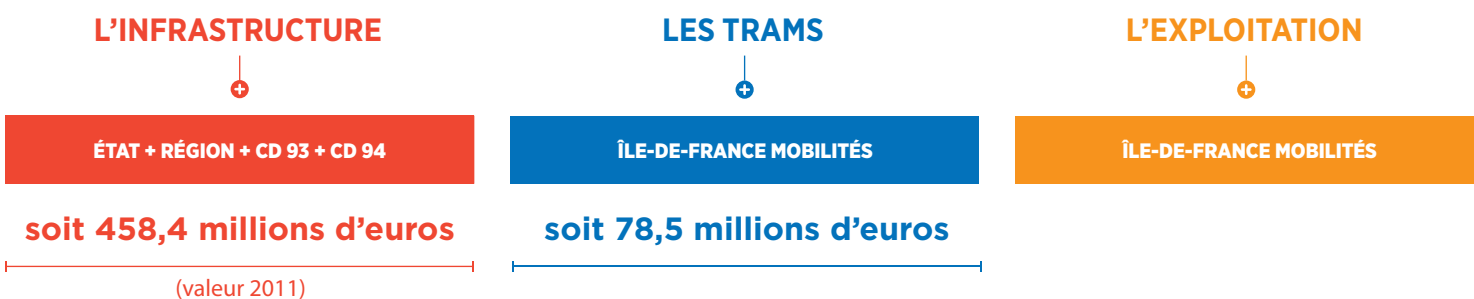 L'INFRASTRUCTURE
ÉTAT + RÉGION + CD 93 + CD 94
soit 458,4 millions d'euros
(valeur 2011)
LES TRAMS
ÎLE-DE-FRANCE MOBILITÉS
soit 78,5 millions d'euros
L'EXPLOITATION
ÎLE-DE-FRANCE MOBILITÉS